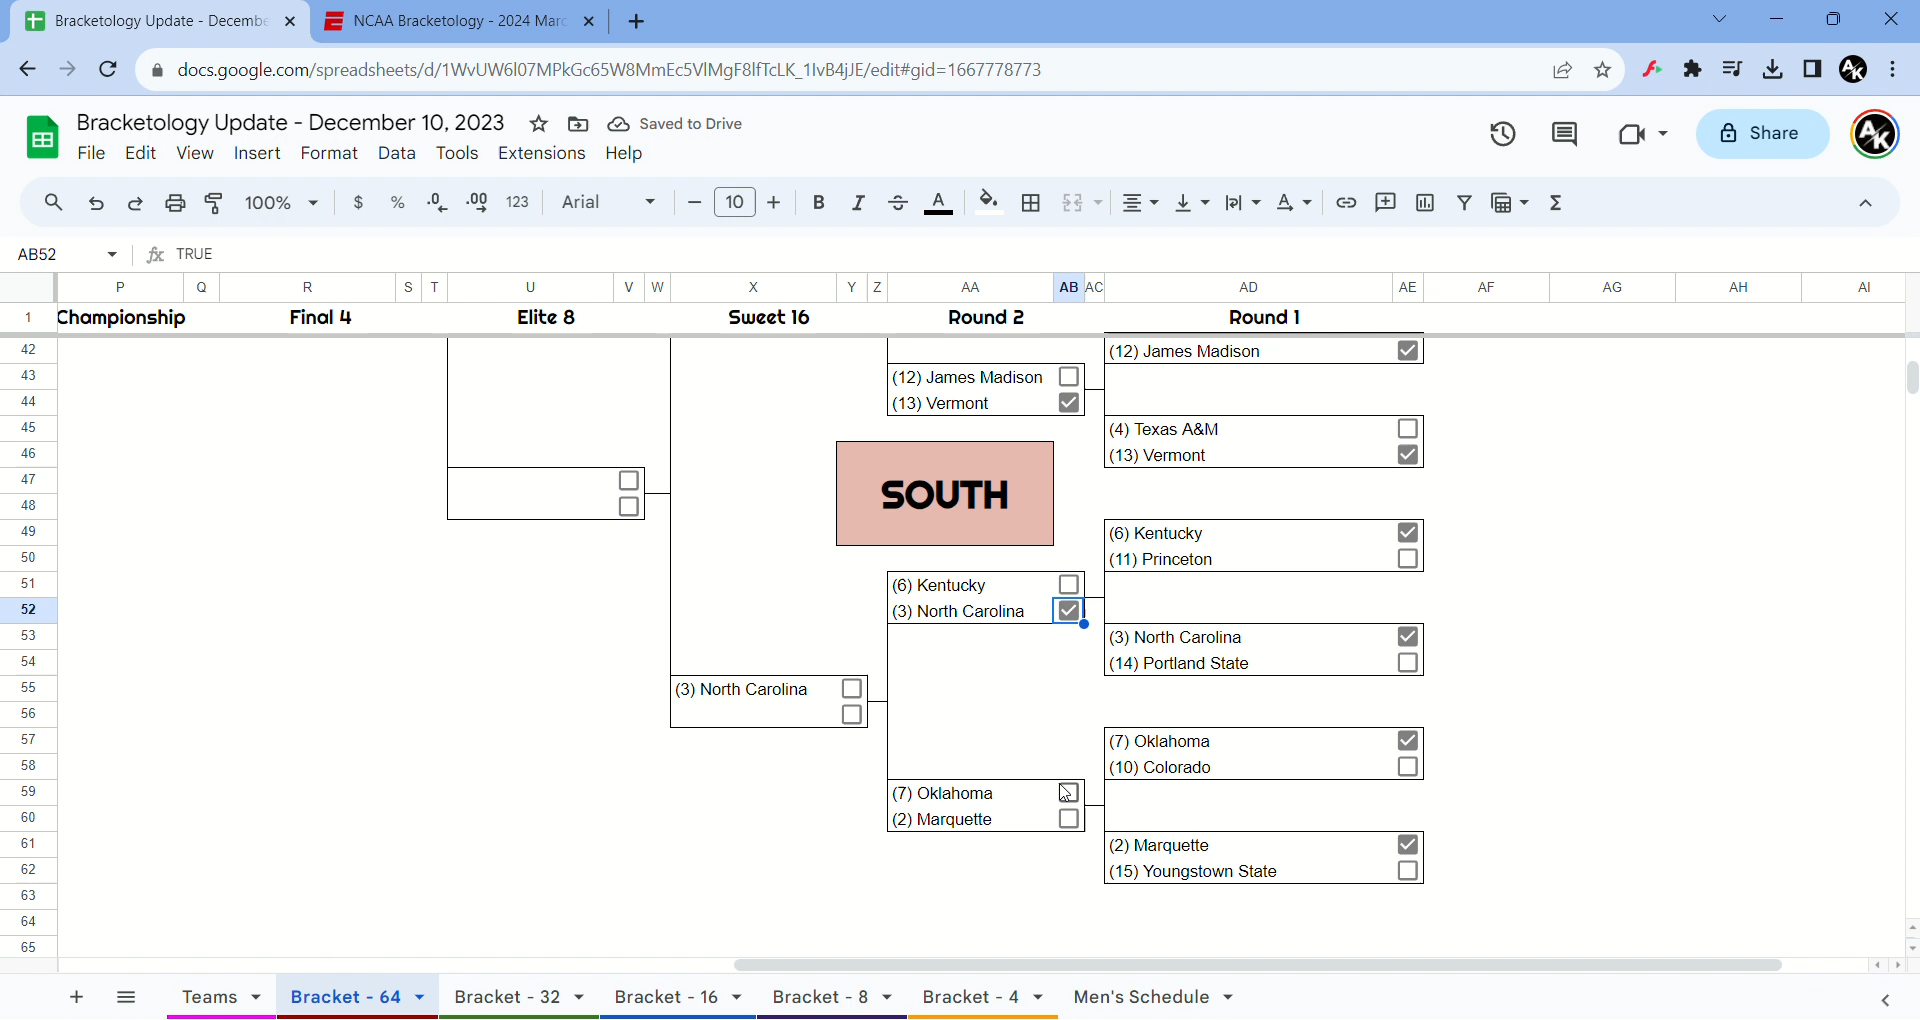 Bracketology Update - Decembe
NCAA Bracketology - 2024 Marc
docs.google.com/spreadsheets/d/1WvUW6l07MPkGc65W8MmEc5VlMgF8lfTcLK_1lvB4jJE/edit#gid=1667778773
AK
Bracketology Update - December 10, 2023
Saved to Drive
Share
AK
File Edit View Insert Format Data Tools Extensions Help
100% $ % .0 .00 123 Arial 10 B I S A
AB52 fx TRUE
P Q R S T U V W X Y Z AA AB AC AD AE AF AG AH AI
1 Championship Final 4 Elite 8 Sweet 16 Round 2 Round 1
42 (12) James Madison
43 (12) James Madison
44 (13) Vermont
45 (4) Texas A&M
46 (13) Vermont
47
48 SOUTH
49 (6) Kentucky
50 (11) Princeton
51 (6) Kentucky
52 (3) North Carolina
53 (3) North Carolina
54 (14) Portland State
55 (3) North Carolina
56
57 (7) Oklahoma
58 (10) Colorado
59 (7) Oklahoma
60 (2) Marquette
61 (2) Marquette
62 (15) Youngstown State
63
64
65
Teams Bracket - 64 Bracket - 32 Bracket - 16 Bracket - 8 Bracket - 4 Men's Schedule